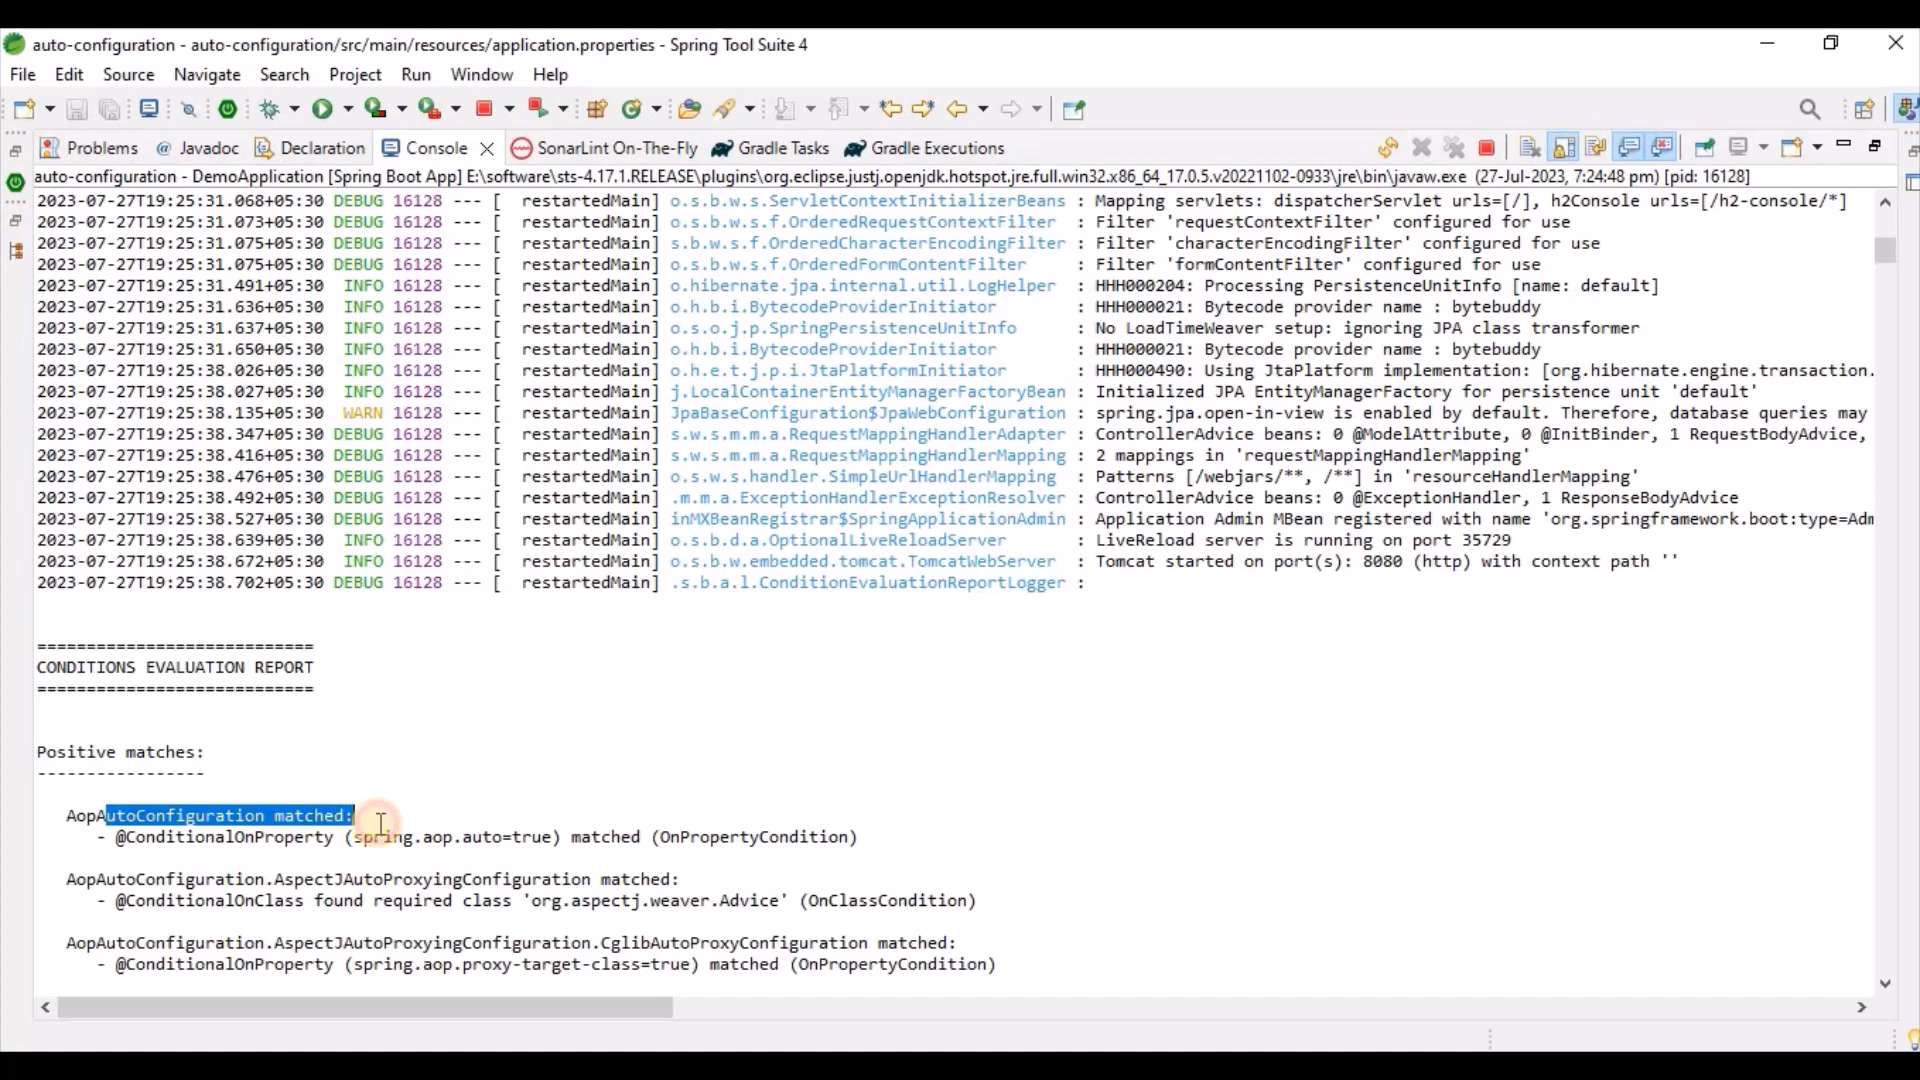 auto-configuration - auto-configuration/src/main/resources/application.properties - Spring Tool Suite 4
File Edit Source Navigate Search Project Run Window Help
Problems Javadoc Declaration Console SonarLint On-The-Fly Gradle Tasks Gradle Executions
auto-configuration - DemoApplication [Spring Boot App] E:\software\sts-4.17.1.RELEASE\plugins\org.eclipse.justj.openjdk.hotspot.jre.full.win32.x86_64_17.0.5.v20221102-0933\jre\bin\javaw.exe (27-Jul-2023, 7:24:48 pm) [pid: 16128]
2023-07-27T19:25:31.068+05:30 DEBUG 16128 --- [  restartedMain] o.s.b.w.s.ServletContextInitializerBeans : Mapping servlets: dispatcherServlet urls=[/], h2Console urls=[/h2-console/*]
2023-07-27T19:25:31.073+05:30 DEBUG 16128 --- [  restartedMain] o.s.b.w.s.f.OrderedRequestContextFilter : Filter 'requestContextFilter' configured for use
2023-07-27T19:25:31.075+05:30 DEBUG 16128 --- [  restartedMain] s.b.w.s.f.OrderedCharacterEncodingFilter : Filter 'characterEncodingFilter' configured for use
2023-07-27T19:25:31.075+05:30 DEBUG 16128 --- [  restartedMain] o.s.b.w.s.f.OrderedFormContentFilter : Filter 'formContentFilter' configured for use
2023-07-27T19:25:31.491+05:30 INFO 16128 --- [  restartedMain] o.hibernate.jpa.internal.util.LogHelper : HHH000204: Processing PersistenceUnitInfo [name: default]
2023-07-27T19:25:31.636+05:30 INFO 16128 --- [  restartedMain] o.h.b.i.BytecodeProviderInitiator : HHH000021: Bytecode provider name : bytebuddy
2023-07-27T19:25:31.637+05:30 INFO 16128 --- [  restartedMain] o.s.o.j.p.SpringPersistenceUnitInfo : No LoadTimeWeaver setup: ignoring JPA class transformer
2023-07-27T19:25:31.650+05:30 INFO 16128 --- [  restartedMain] o.h.b.i.BytecodeProviderInitiator : HHH000021: Bytecode provider name : bytebuddy
2023-07-27T19:25:38.026+05:30 INFO 16128 --- [  restartedMain] o.h.e.t.j.p.i.JtaPlatformInitiator : HHH000490: Using JtaPlatform implementation: [org.hibernate.engine.transaction.
2023-07-27T19:25:38.027+05:30 INFO 16128 --- [  restartedMain] j.LocalContainerEntityManagerFactoryBean : Initialized JPA EntityManagerFactory for persistence unit 'default'
2023-07-27T19:25:38.135+05:30 WARN 16128 --- [  restartedMain] JpaBaseConfiguration$JpaWebConfiguration : spring.jpa.open-in-view is enabled by default. Therefore, database queries may
2023-07-27T19:25:38.347+05:30 DEBUG 16128 --- [  restartedMain] s.w.s.m.m.a.RequestMappingHandlerAdapter : ControllerAdvice beans: 0 @ModelAttribute, 0 @InitBinder, 1 RequestBodyAdvice,
2023-07-27T19:25:38.416+05:30 DEBUG 16128 --- [  restartedMain] s.w.s.m.m.a.RequestMappingHandlerMapping : 2 mappings in 'requestMappingHandlerMapping'
2023-07-27T19:25:38.476+05:30 DEBUG 16128 --- [  restartedMain] o.s.w.s.handler.SimpleUrlHandlerMapping : Patterns [/webjars/**, /**] in 'resourceHandlerMapping'
2023-07-27T19:25:38.492+05:30 DEBUG 16128 --- [  restartedMain] .m.m.a.ExceptionHandlerExceptionResolver : ControllerAdvice beans: 0 @ExceptionHandler, 1 ResponseBodyAdvice
2023-07-27T19:25:38.527+05:30 DEBUG 16128 --- [  restartedMain] inMXBeanRegistrar$SpringApplicationAdmin : Application Admin MBean registered with name 'org.springframework.boot:type=Adm
2023-07-27T19:25:38.639+05:30 INFO 16128 --- [  restartedMain] o.s.b.d.a.OptionalLiveReloadServer : LiveReload server is running on port 35729
2023-07-27T19:25:38.672+05:30 INFO 16128 --- [  restartedMain] o.s.b.w.embedded.tomcat.TomcatWebServer : Tomcat started on port(s): 8080 (http) with context path ''
2023-07-27T19:25:38.702+05:30 DEBUG 16128 --- [  restartedMain] .s.b.a.l.ConditionEvaluationReportLogger :
============================
CONDITIONS EVALUATION REPORT
============================
Positive matches:
-----------------
AopAutoConfiguration matched:
- @ConditionalOnProperty (spring.aop.auto=true) matched (OnPropertyCondition)
AopAutoConfiguration.AspectJAutoProxyingConfiguration matched:
- @ConditionalOnClass found required class 'org.aspectj.weaver.Advice' (OnClassCondition)
AopAutoConfiguration.AspectJAutoProxyingConfiguration.CglibAutoProxyConfiguration matched:
- @ConditionalOnProperty (spring.aop.proxy-target-class=true) matched (OnPropertyCondition)